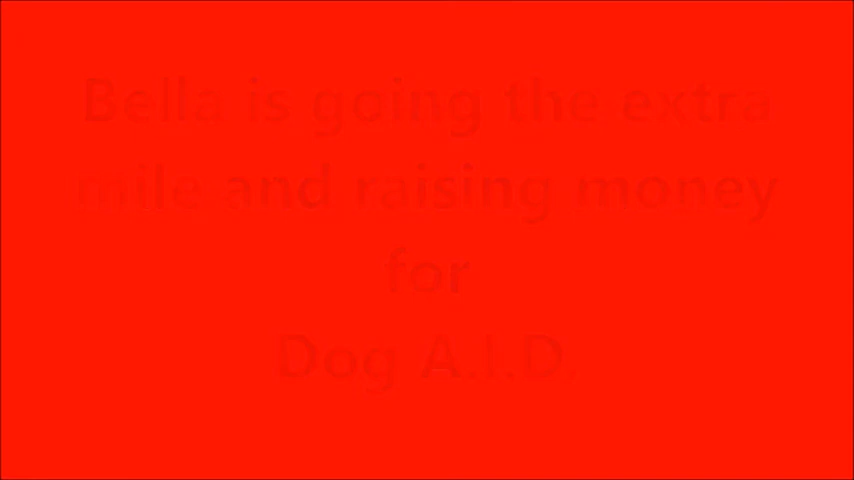 Bella is going the extra
mile and raising money
for
Dog A.I.D.